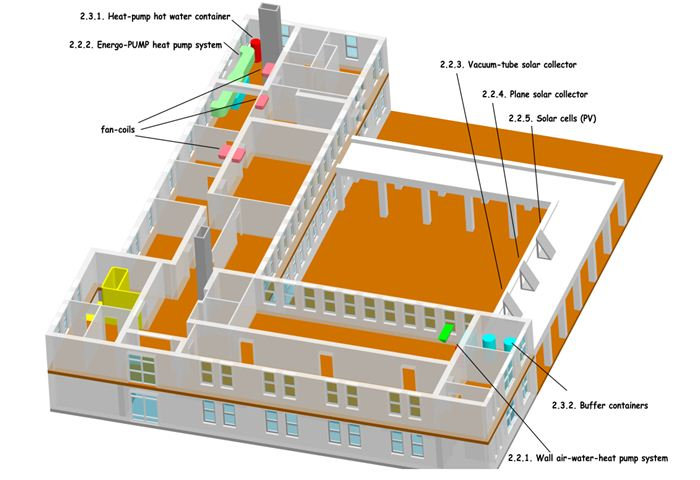 2.3.1. Heat-pump hot water container
2.2.2. Energo-PUMP heat pump system
2.2.3. Vacuum-tube solar collector
2.2.4. Plane solar collector
2.2.5. Solar cells (PV)
fan-coils
2.3.2. Buffer containers
2.2.1. Wall air-water-heat pump system